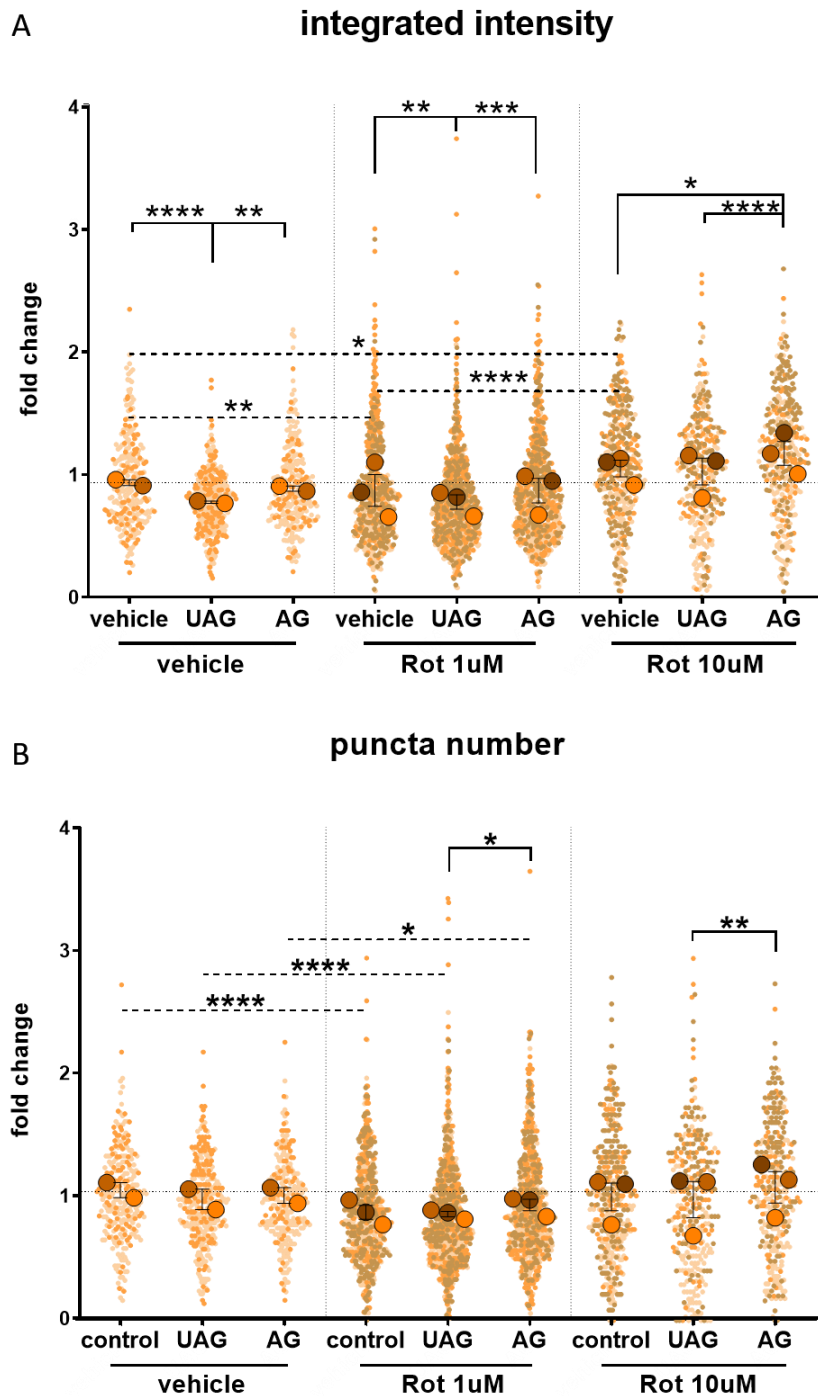 A
integrated intensity
4
** ***
*
**** **
****
3
fold change
*
2
****
**
1
0
vehicle UAG AG vehicle UAG AG vehicle UAG AG
vehicle Rot 1uM Rot 10uM
B
puncta number
4
*
*
**
3
****
****
fold change
2
1
0
control UAG AG control UAG AG control UAG AG
vehicle Rot 1uM Rot 10uM